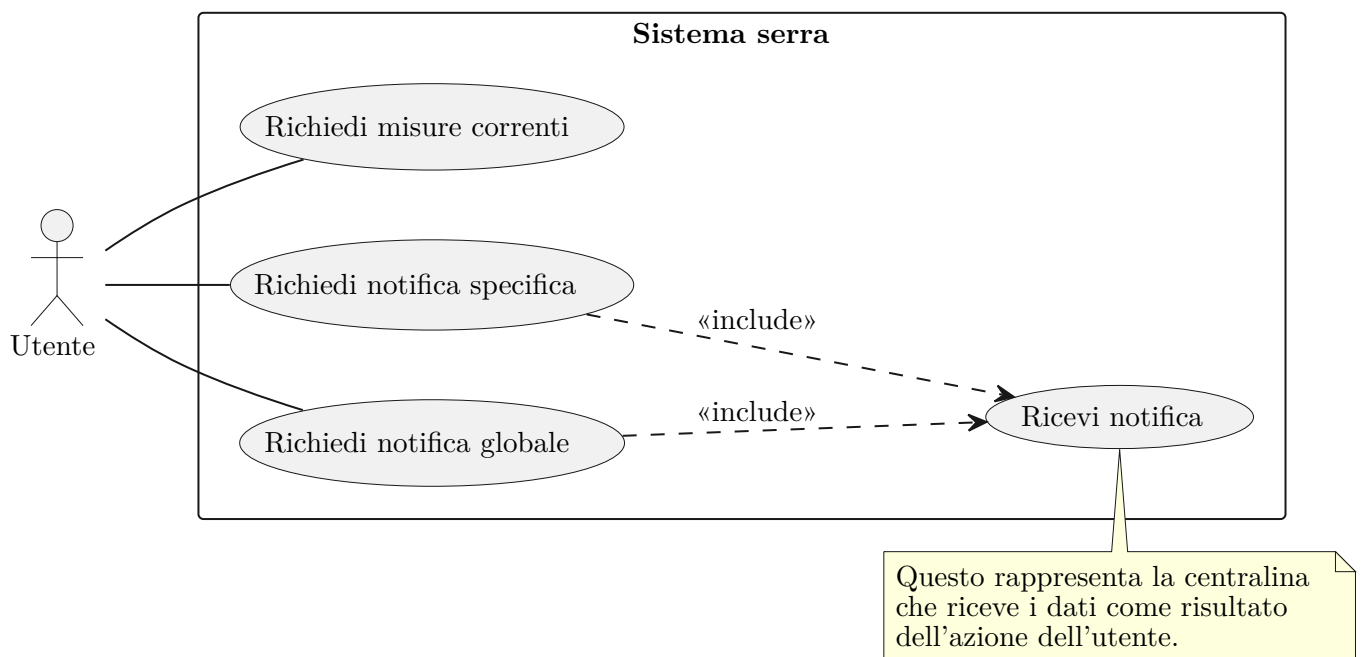 Sistema serra
Richiedi misure correnti
Utente
Richiedi notifica specifica
«include»
«include»
Richiedi notifica globale
Ricevi notifica
Questo rappresenta la centralina
che riceve i dati come risultato
dell'azione dell'utente.